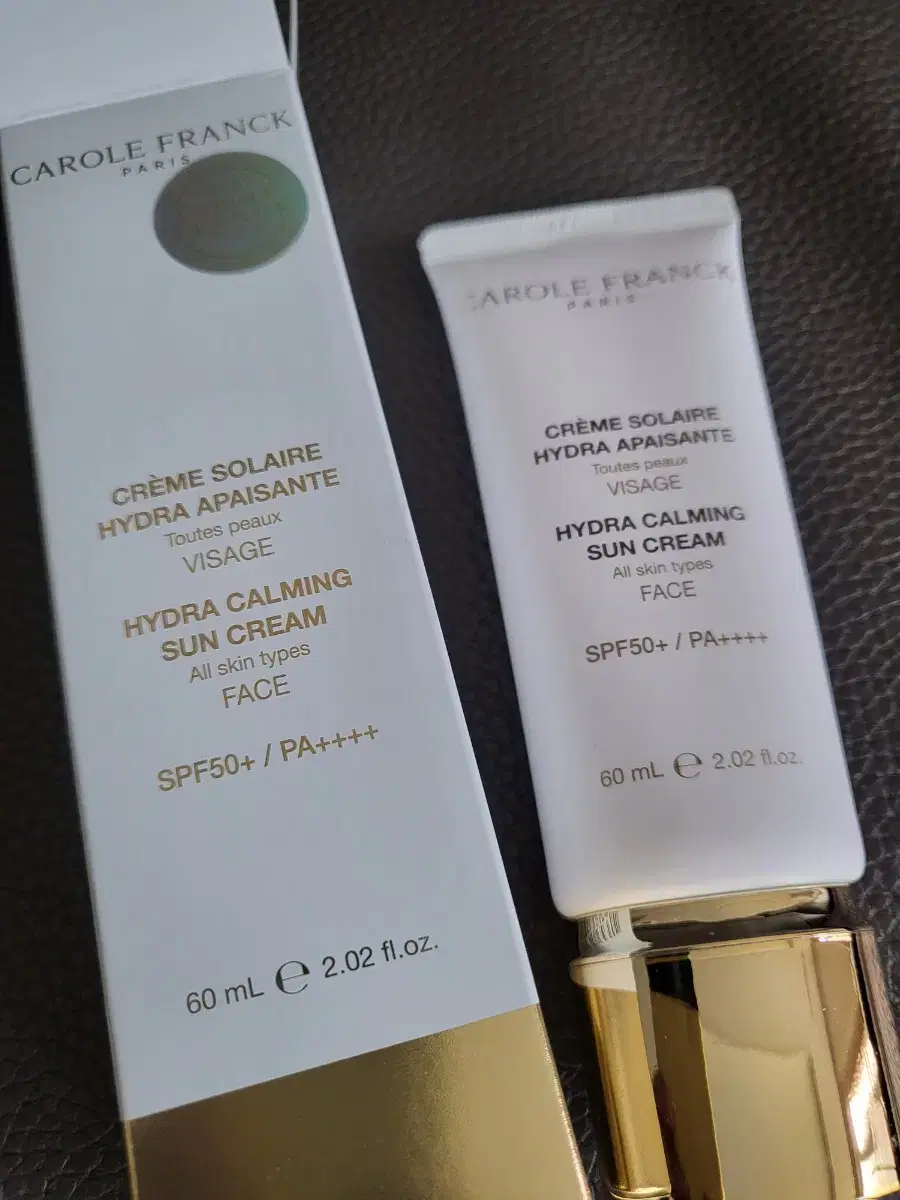 CAROLE FRANCK
PARIS
CRÈME SOLAIRE
HYDRA APAISANTE
Toutes peaux
VISAGE
HYDRA CALMING
SUN CREAM
All skin types
FACE
SPF50+ / PA++++
60 mL ℮ 2.02 fl.oz.
CAROLE FRANCK
PARIS
CRÈME SOLAIRE
HYDRA APAISANTE
Toutes peaux
VISAGE
HYDRA CALMING
SUN CREAM
All skin types
FACE
SPF50+ / PA++++
60 mL ℮ 2.02 fl.oz.